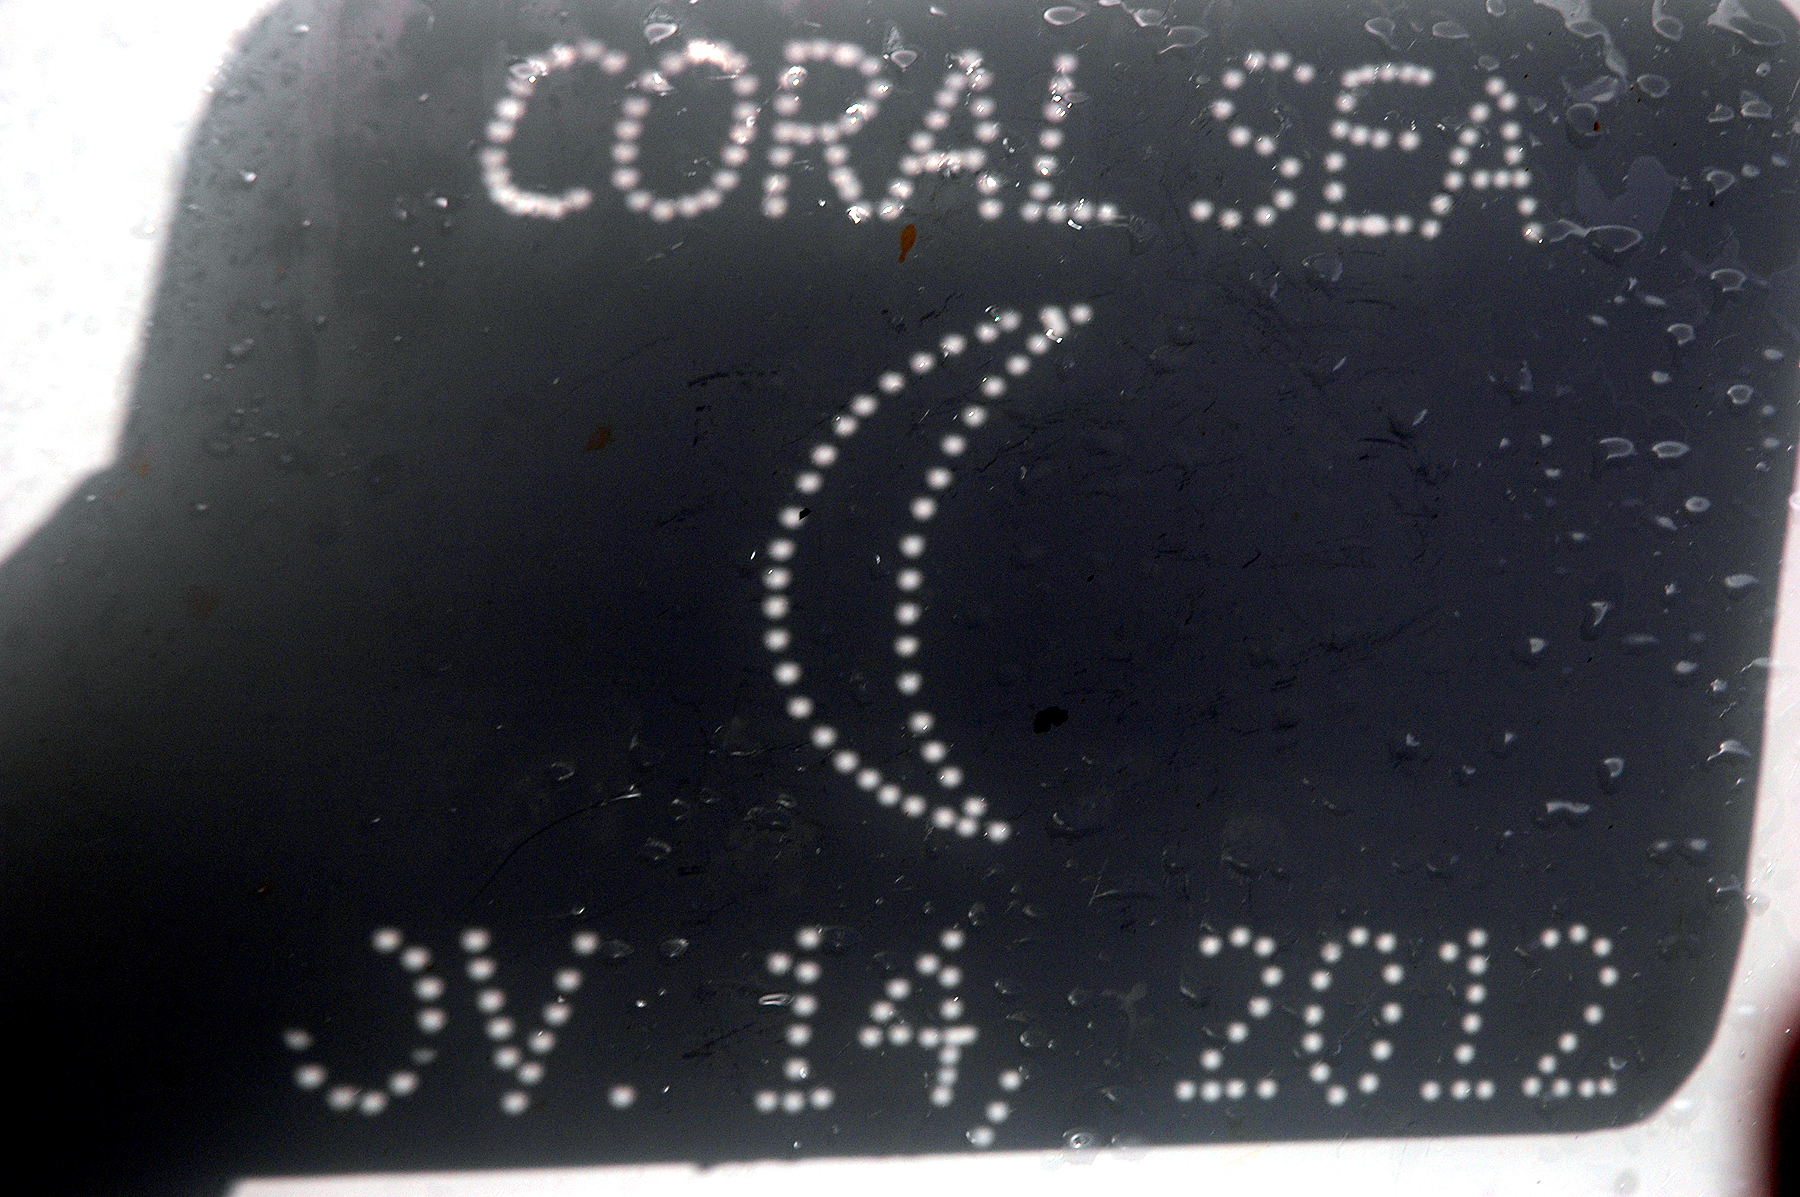 CORAL SEA
JV. 14, 2012